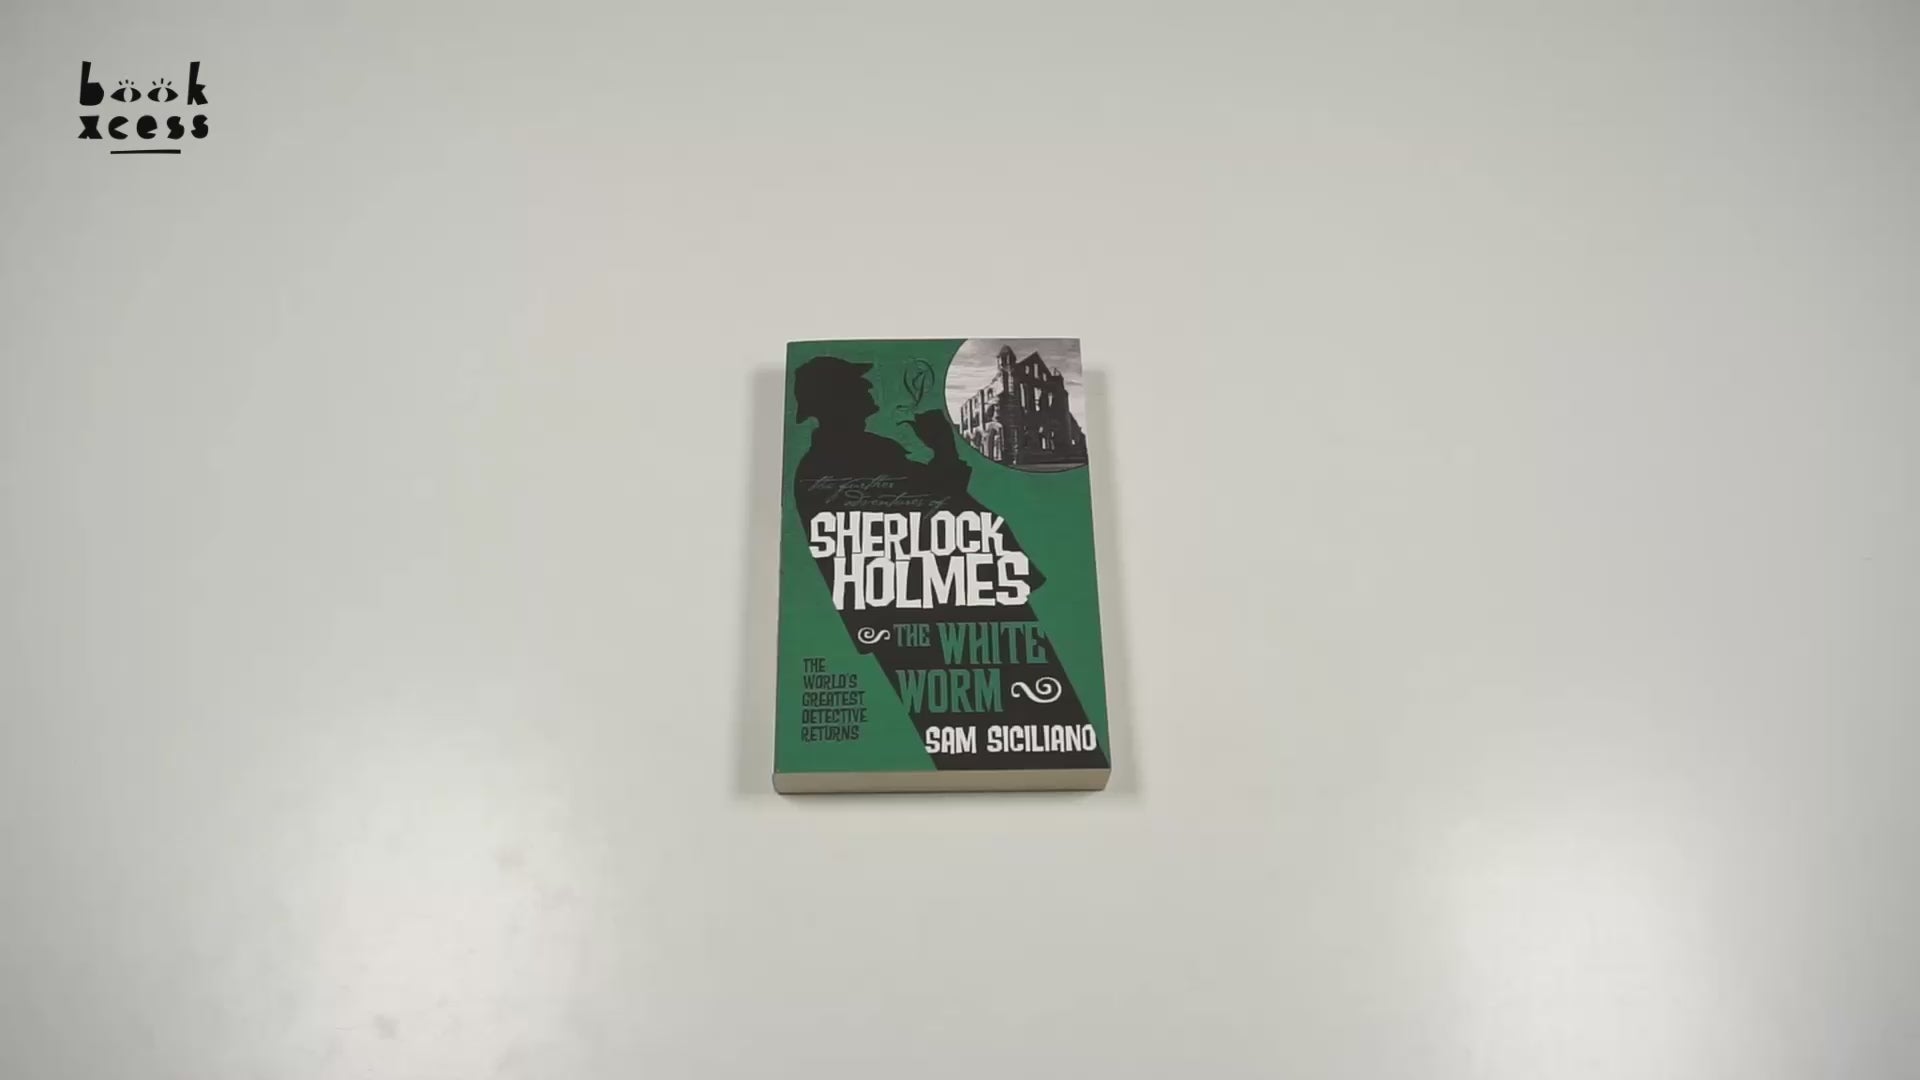 book
xcess
the further
adventures of
SHERLOCK
HOLMES
THE WHITE
WORM
THE
WORLD'S
GREATEST
DETECTIVE
RETURNS
SAM SICILIANO